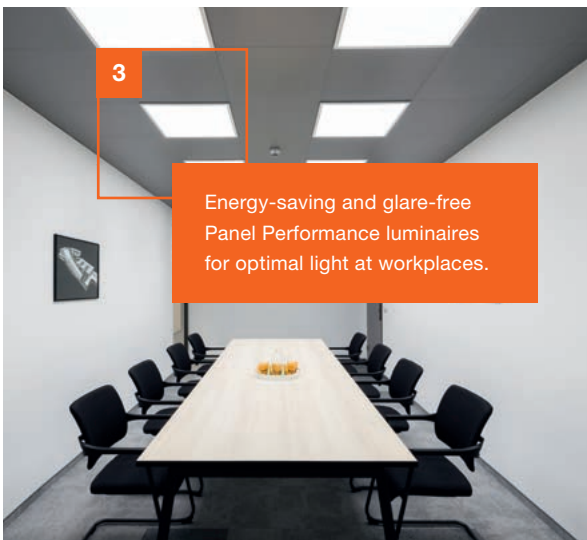 3
Energy-saving and glare-free
Panel Performance luminaires
for optimal light at workplaces.